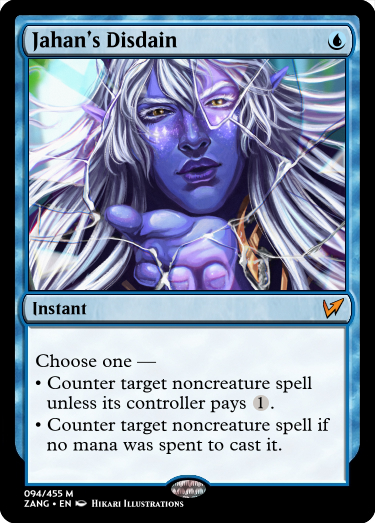 Jahan's Disdain
Instant
Choose one —
• Counter target noncreature spell
unless its controller pays 1.
• Counter target noncreature spell if
no mana was spent to cast it.
094/455 M
ZANG • EN Hikari Illustrations